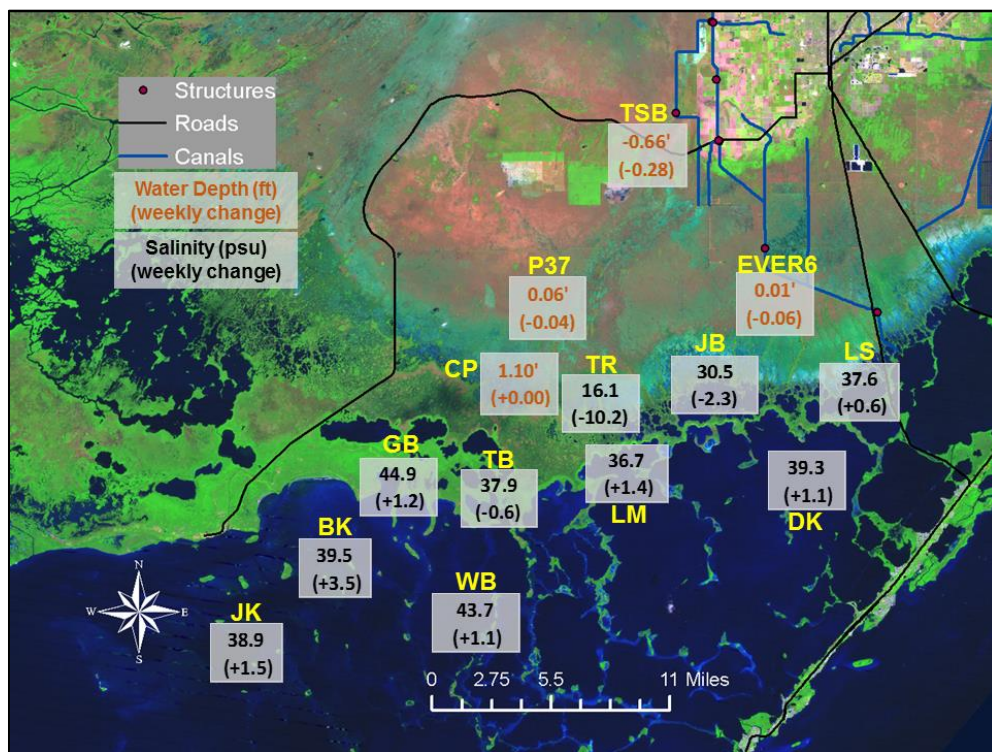 Structures
Roads
Canals
Water Depth (ft)
(weekly change)
Salinity (psu)
(weekly change)
TSB
-0.66'
(-0.28)
P37
0.06'
(-0.04)
EVER6
0.01'
(-0.06)
CP
1.10'
(+0.00)
TR
16.1
(-10.2)
JB
30.5
(-2.3)
LS
37.6
(+0.6)
GB
44.9
(+1.2)
TB
37.9
(-0.6)
36.7
(+1.4)
LM
39.3
(+1.1)
DK
BK
39.5
(+3.5)
WB
43.7
(+1.1)
JK
38.9
(+1.5)
N
W E
S
0 2.75 5.5 11 Miles